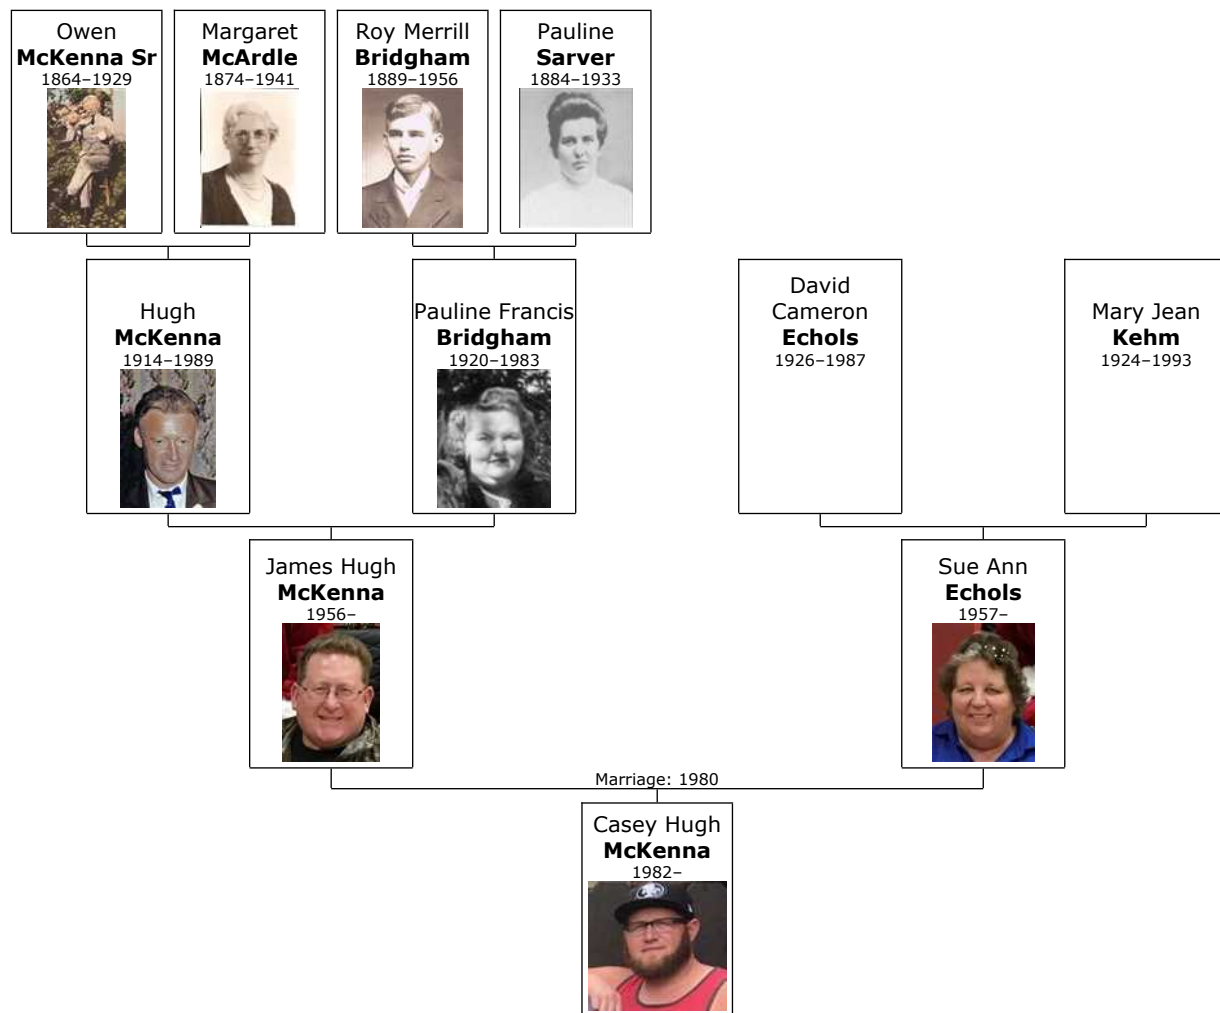 Owen
McKenna Sr
1864–1929
Margaret
McArdle
1874–1941
Roy Merrill
Bridgham
1889–1956
Pauline
Sarver
1884–1933
Hugh
McKenna
1914–1989
Pauline Francis
Bridgham
1920–1983
David
Cameron
Echols
1926–1987
Mary Jean
Kehm
1924–1993
James Hugh
McKenna
1956–
Sue Ann
Echols
1957–
Marriage: 1980
Casey Hugh
McKenna
1982–